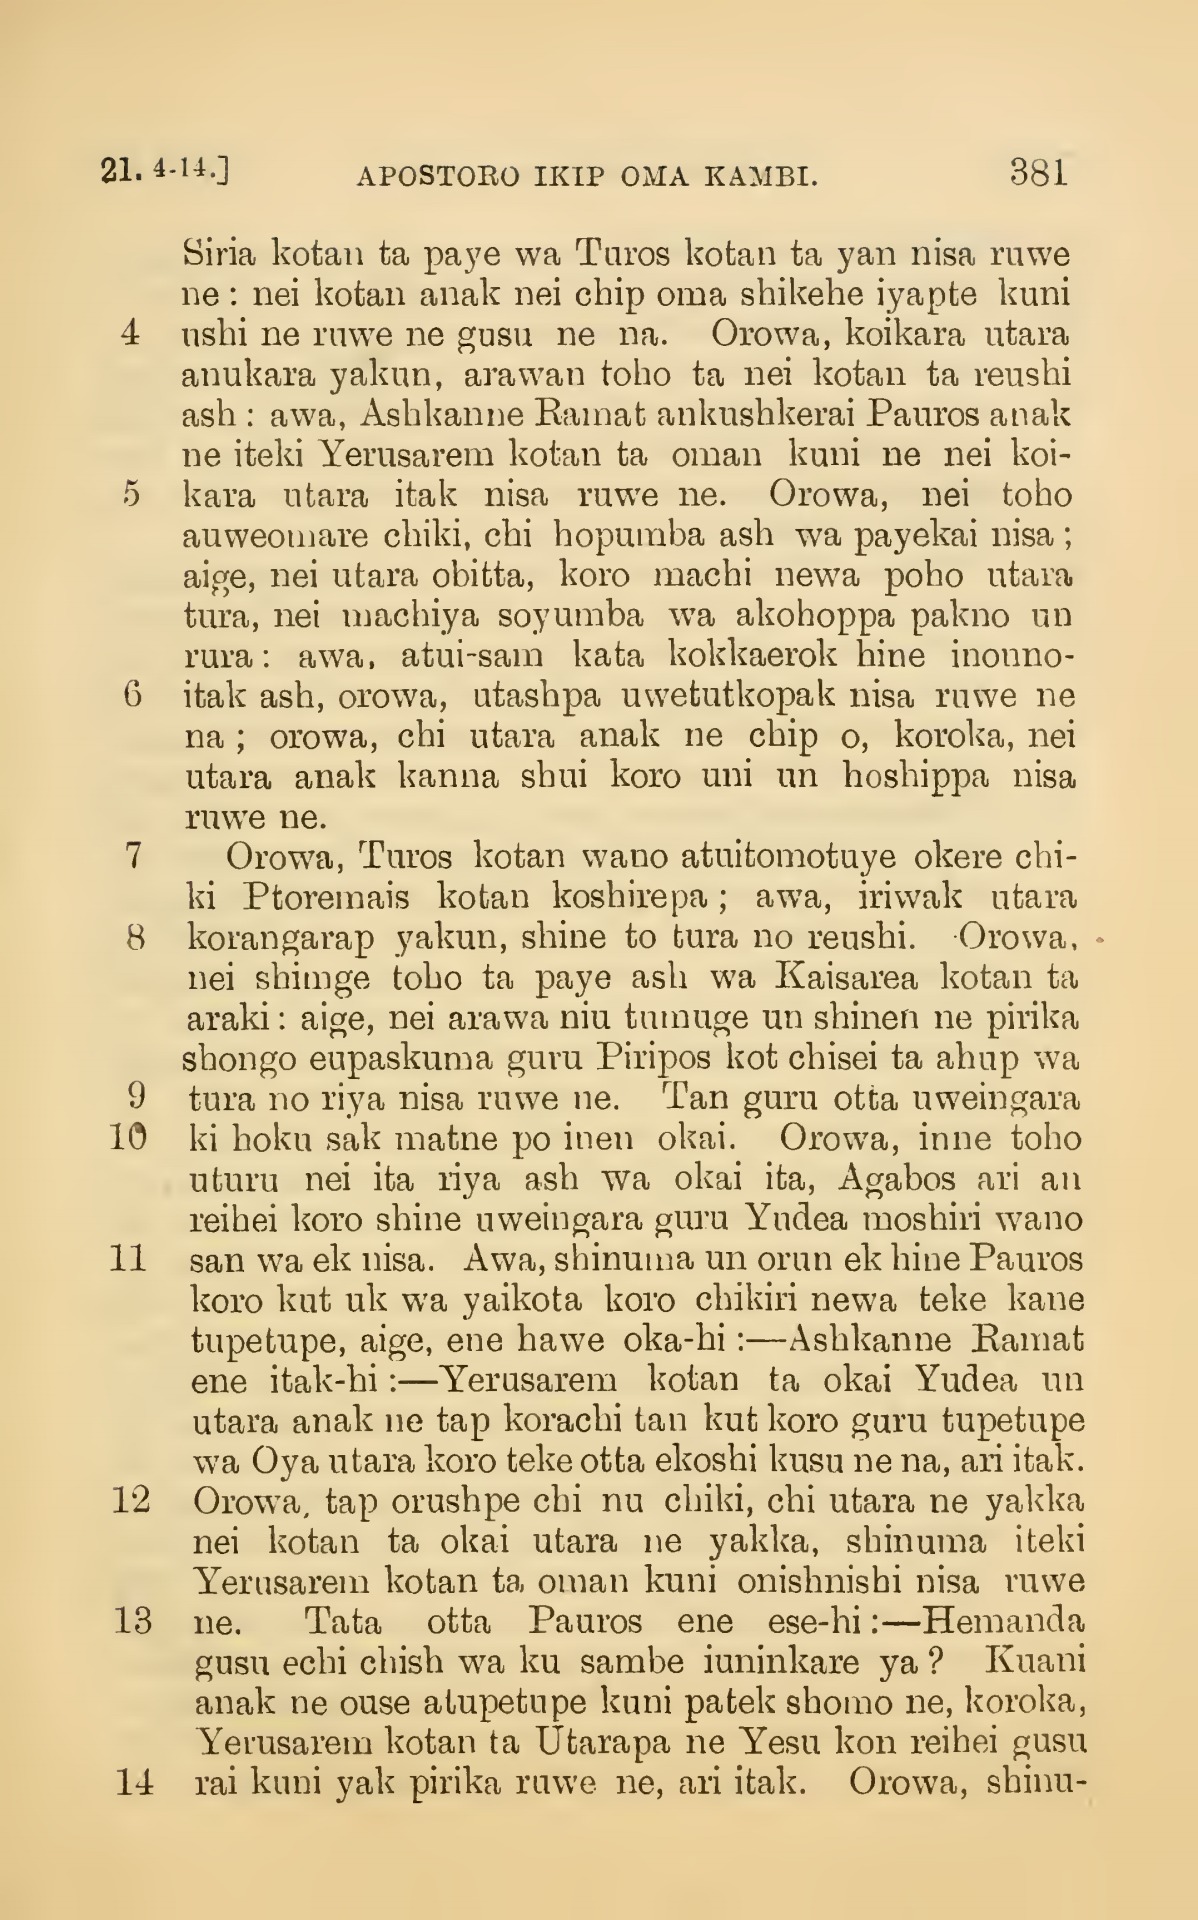 21. 4-14.] APOSTORO IKIP OMA KAMBI. 381
Siria kotan ta paye wa Turos kotan ta yan nisa ruwe
ne : nei kotan anak nei chip oma shikehe iyapte kuni
4 ushi ne ruwe ne gusu ne na. Orowa, koikara utara
anukara yakun, arawan toho ta nei kotan ta reushi
ash : awa, Ashkanne Ramat ankushkerai Pauros anak
ne iteki Yerusarem kotan ta oman kuni ne nei koi-
5 kara utara itak nisa ruwe ne. Orowa, nei toho
auweomare chiki, chi hopumba ash wa payekai nisa ;
aige, nei utara obitta, koro machi newa poho utara
tura, nei machiya soyumba wa akohoppa pakno un
rura : awa, atui-sam kata kokkaerok hine inonno-
6 itak ash, orowa, utashpa uwetutkopak nisa ruwe ne
na ; orowa, chi utara anak ne chip o, koroka, nei
utara anak kanna shui koro uni un hoshippa nisa
ruwe ne.
7 Orowa, Turos kotan wano atuitomotuye okere chi-
ki Ptoremais kotan koshirepa ; awa, iriwak utara
8 korangarap yakun, shine to tura no reushi. Orowa,
nei shimge toho ta paye ash wa Kaisarea kotan ta
araki : aige, nei arawa niu tumuge un shinen ne pirika
shongo eupaskuma guru Piripos kot chisei ta ahup wa
9 tura no riya nisa ruwe ne. Tan guru otta uweingara
10 ki hoku sak matne po inen okai. Orowa, inne toho
uturu nei ita riya ash wa okai ita, Agabos ari an
reihei koro shine uweingara guru Yudea moshiri wano
11 san wa ek nisa. Awa, shinuma un orun ek hine Pauros
koro kut uk wa yaikota koro chikiri newa teke kane
tupetupe, aige, ene hawe oka-hi :—Ashkanne Ramat
ene itak-hi :—Yerusarem kotan ta okai Yudea un
utara anak ne tap korachi tan kut koro guru tupetupe
wa Oya utara koro teke otta ekoshi kusu ne na, ari itak.
12 Orowa, tap orushpe chi nu chiki, chi utara ne yakka
nei kotan ta okai utara ne yakka, shinuma iteki
Yerusarem kotan ta oman kuni onishnishi nisa ruwe
13 ne. Tata otta Pauros ene ese-hi :—Hemanda
gusu echi chish wa ku sambe iuninkare ya ? Kuani
anak ne ouse atupetupe kuni patek shomo ne, koroka,
Yerusarem kotan ta Utarapa ne Yesu kon reihei gusu
14 rai kuni yak pirika ruwe ne, ari itak. Orowa, shinu-